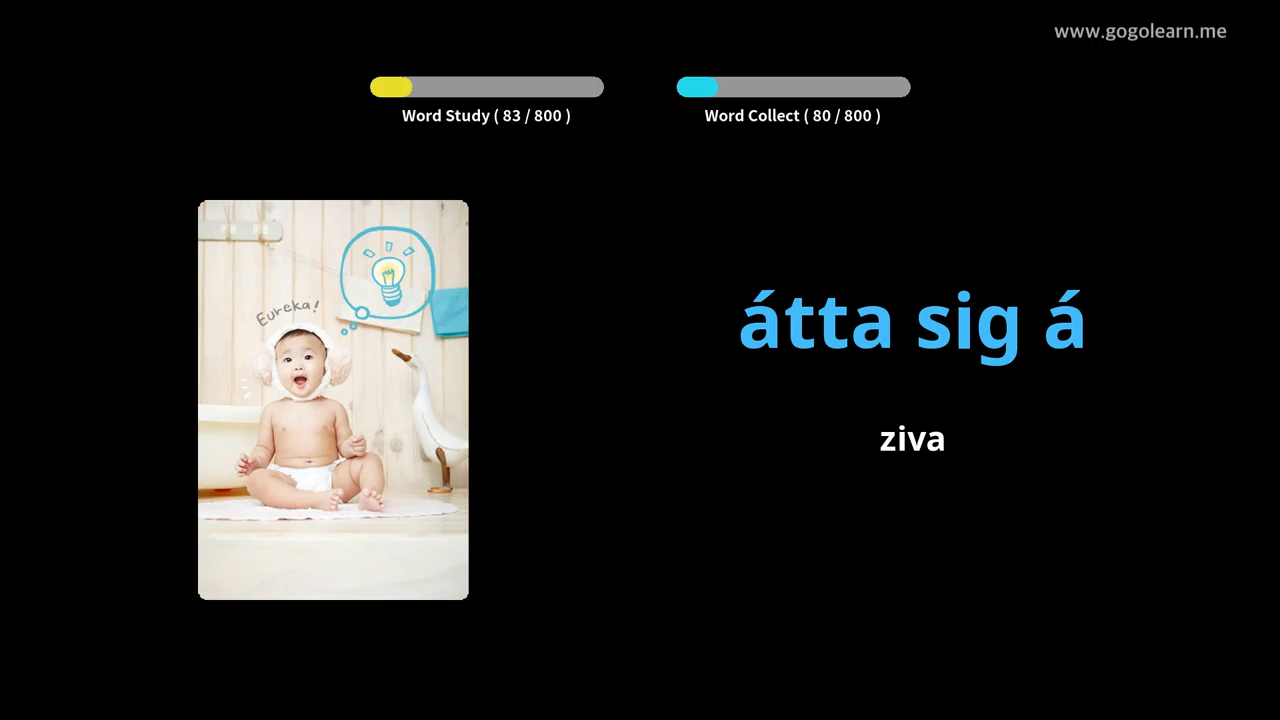 www.gogolearn.me
Word Study ( 83 / 800 )
Word Collect ( 80 / 800 )
Eureka!
átta sig á
ziva